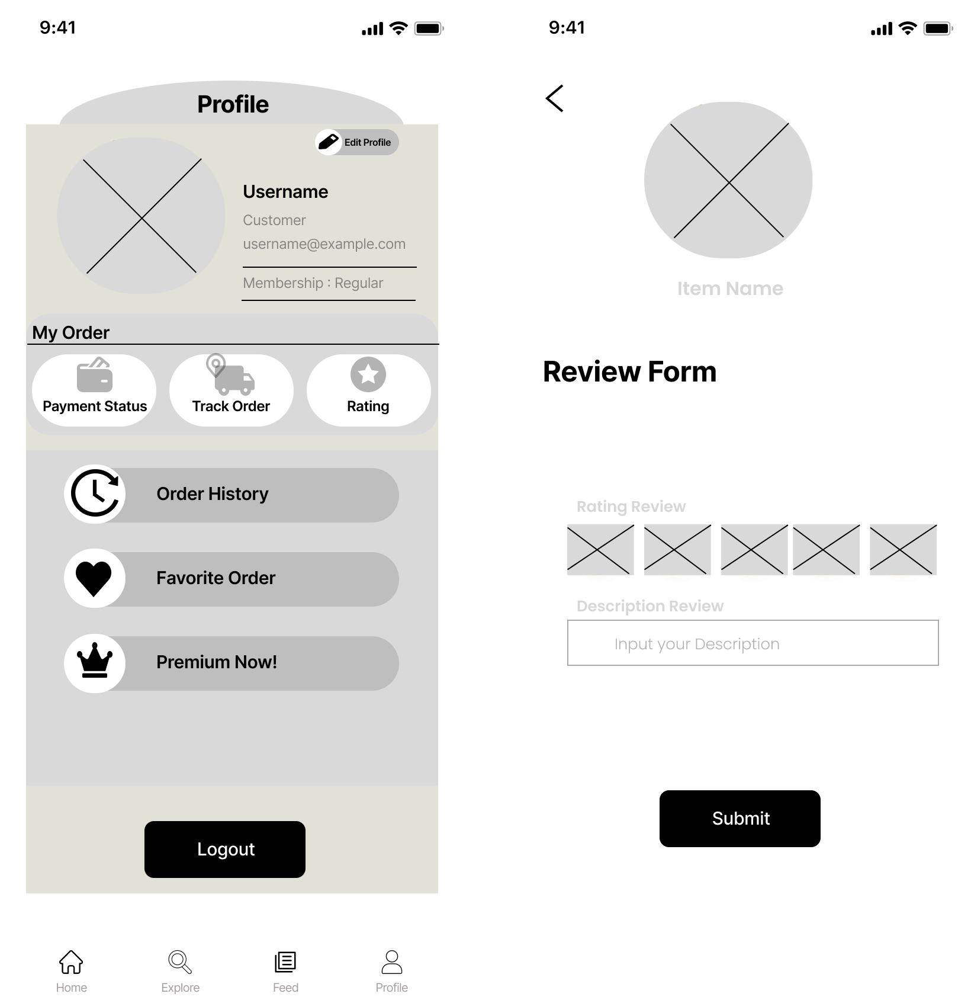 9:41
Profile
Edit Profile
Username
Customer
username@example.com
Membership : Regular
My Order
Payment Status
Track Order
Rating
Order History
Favorite Order
Premium Now!
Logout
Home
Explore
Feed
Profile
9:41
Item Name
Review Form
Rating Review
Description Review
Input your Description
Submit